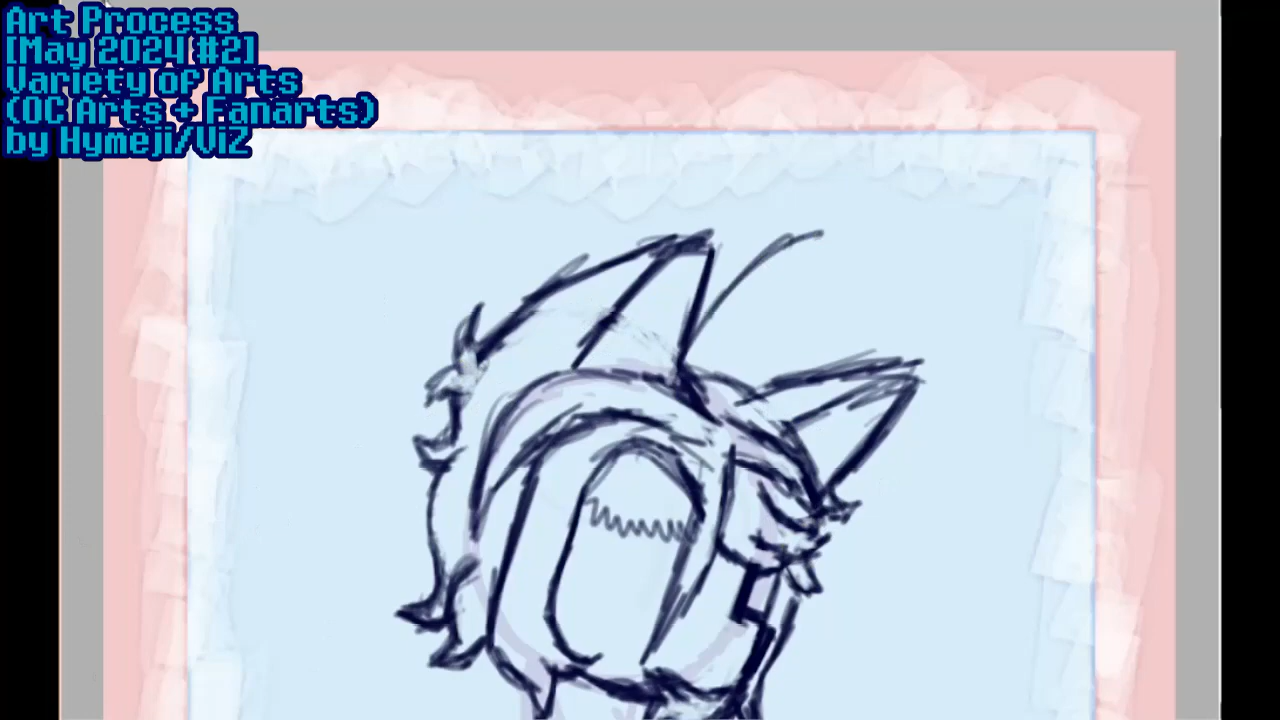 Art Process
[May 2024 #2]
Variety of Arts
(OC Arts + Fanarts)
by Hymeji/ViZ